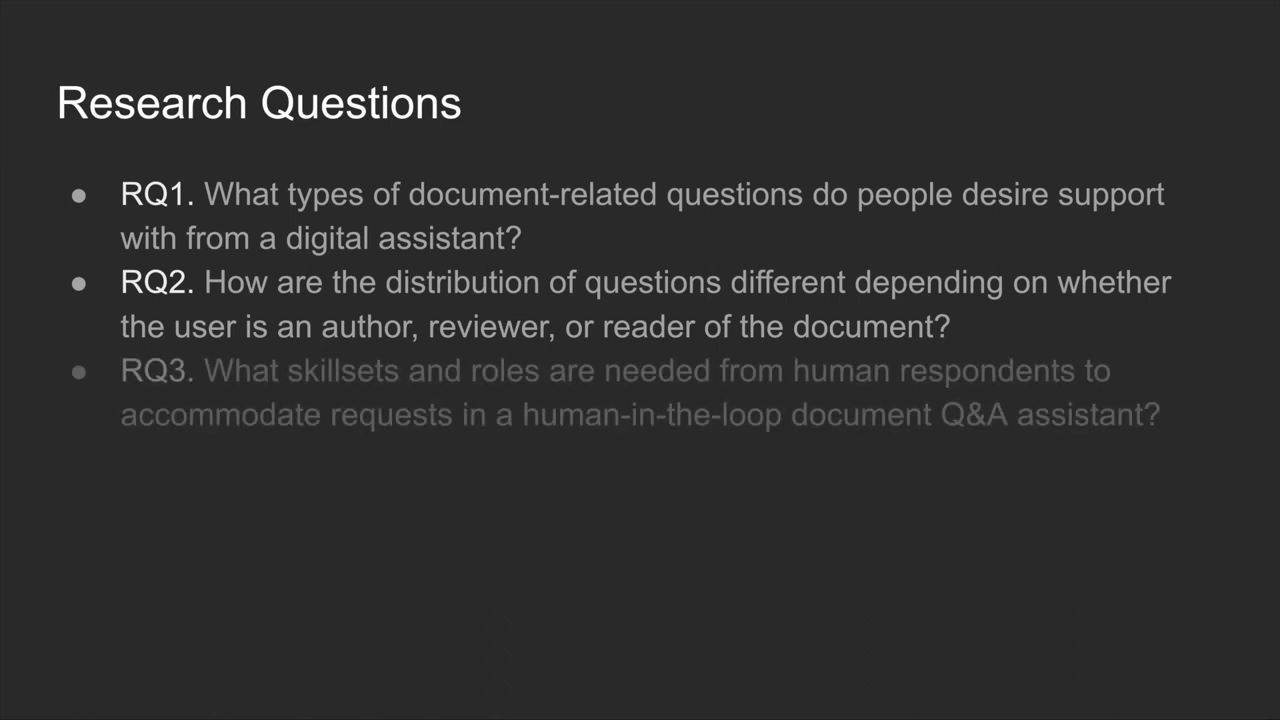 Research Questions
● RQ1. What types of document-related questions do people desire support
with from a digital assistant?
● RQ2. How are the distribution of questions different depending on whether
the user is an author, reviewer, or reader of the document?
● RQ3. What skillsets and roles are needed from human respondents to
accommodate requests in a human-in-the-loop document Q&A assistant?